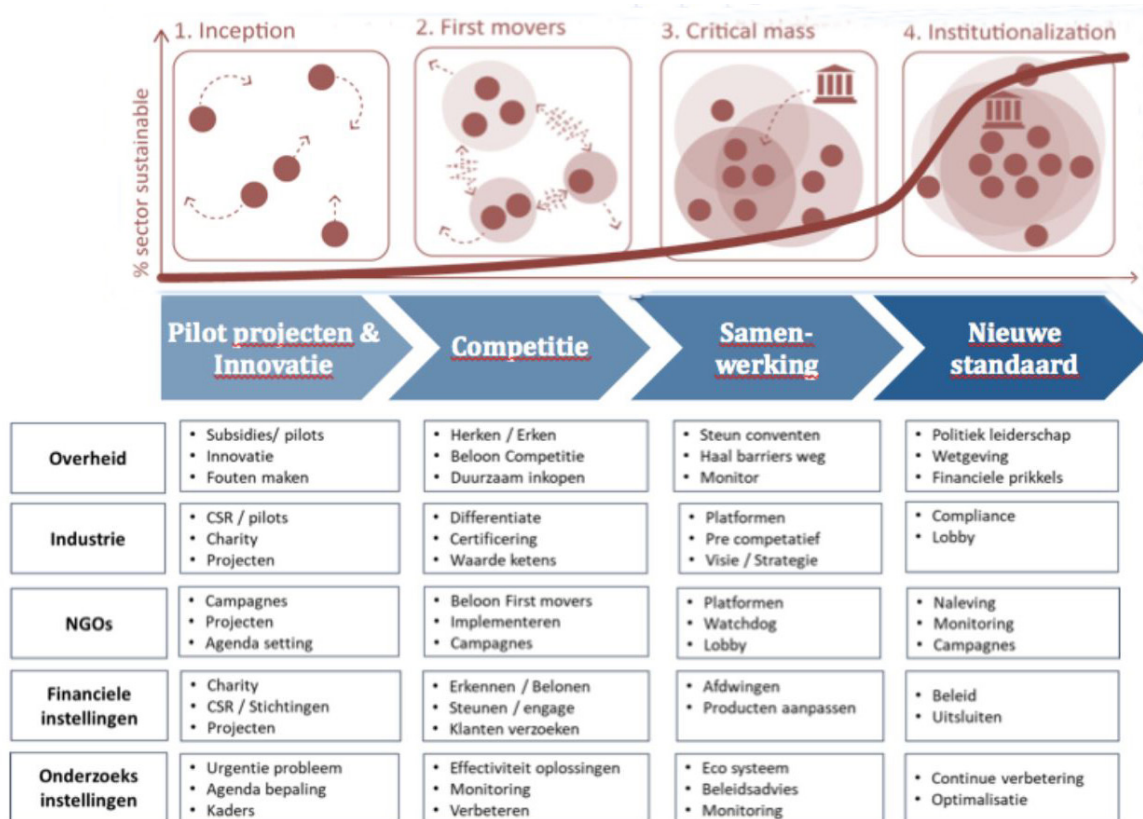 1. Inception
2. First movers
3. Critical mass
4. Institutionalization
% sector sustainable
Pilot projecten &
Innovatie
Competitie
Samen-
werking
Nieuwe
standaard
Overheid
• Subsidies/ pilots
• Innovatie
• Fouten maken
• Herken / Erken
• Beloon Competitie
• Duurzaam inkopen
• Steun conventen
• Haal barriers weg
• Monitor
• Politiek leiderschap
• Wetgeving
• Financiele prikkels
Industrie
• CSR / pilots
• Charity
• Projecten
• Differentiate
• Certificering
• Waarde ketens
• Platformen
• Pre competatief
• Visie / Strategie
• Compliance
• Lobby
NGOs
• Campagnes
• Projecten
• Agenda setting
• Beloon First movers
• Implementeren
• Campagnes
• Platformen
• Watchdog
• Lobby
• Naleving
• Monitoring
• Campagnes
Financiele
instellingen
• Charity
• CSR / Stichtingen
• Projecten
• Erkennen / Belonen
• Steunen / engage
• Klanten verzoeken
• Afdwingen
• Producten aanpassen
• Beleid
• Uitsluiten
Onderzoeks
instellingen
• Urgentie probleem
• Agenda bepaling
• Kaders
• Effectiviteit oplossingen
• Monitoring
• Verbeteren
• Eco systeem
• Beleidsadvies
• Monitoring
• Continue verbetering
• Optimalisatie